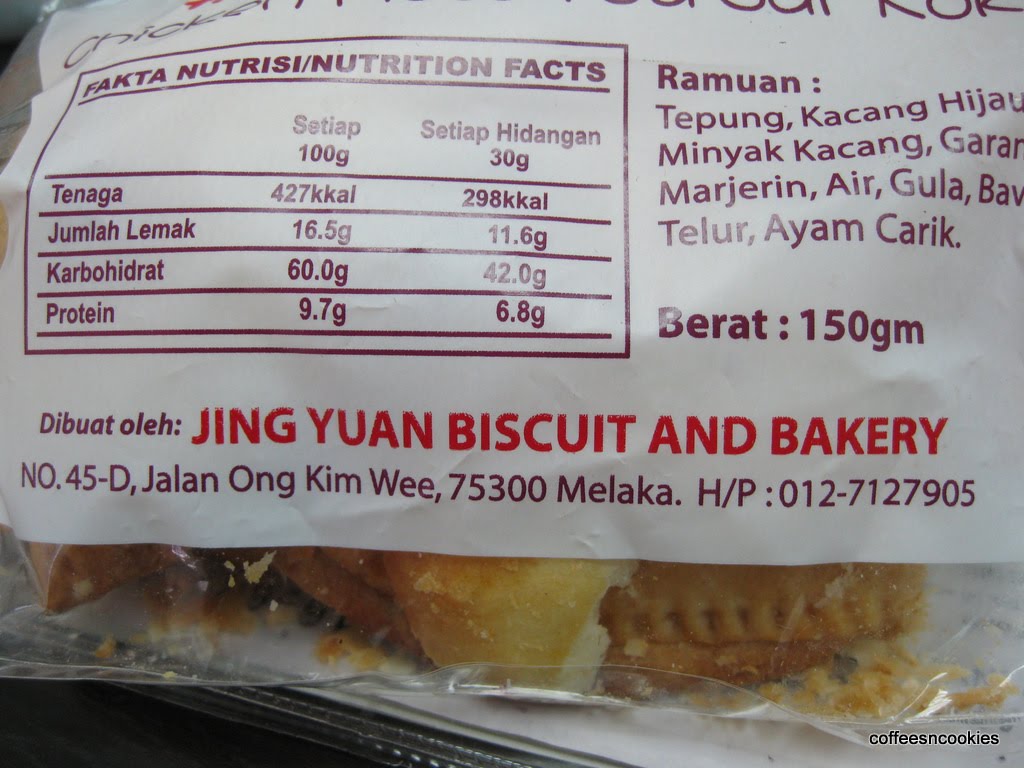 Chicken
FAKTA NUTRISI/NUTRITION FACTS
Setiap Setiap Hidangan
100g 30g
Tenaga 427kkal 298kkal
Jumlah Lemak 16.5g 11.6g
Karbohidrat 60.0g 42.0g
Protein 9.7g 6.8g
Ramuan :
Tepung, Kacang Hijau
Minyak Kacang, Garam
Marjerin, Air, Gula,
Telur, Ayam Carik.
Berat : 150gm
Dibuat oleh: JING YUAN BISCUIT AND BAKERY
NO. 45-D, Jalan Ong Kim Wee, 75300 Melaka. H/P : 012-7127905
coffeesncookies